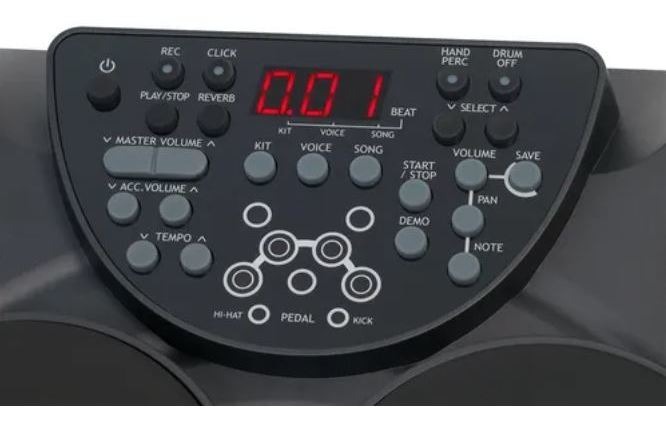 REC
CLICK
HAND
PERC
DRUM
OFF
PLAY/STOP
REVERB
0.01
BEAT
KIT
VOICE
SONG
SELECT
MASTER VOLUME
KIT
VOICE
SONG
VOLUME
SAVE
START
/ STOP
ACC.VOLUME
PAN
DEMO
TEMPO
NOTE
HI-HAT
PEDAL
KICK